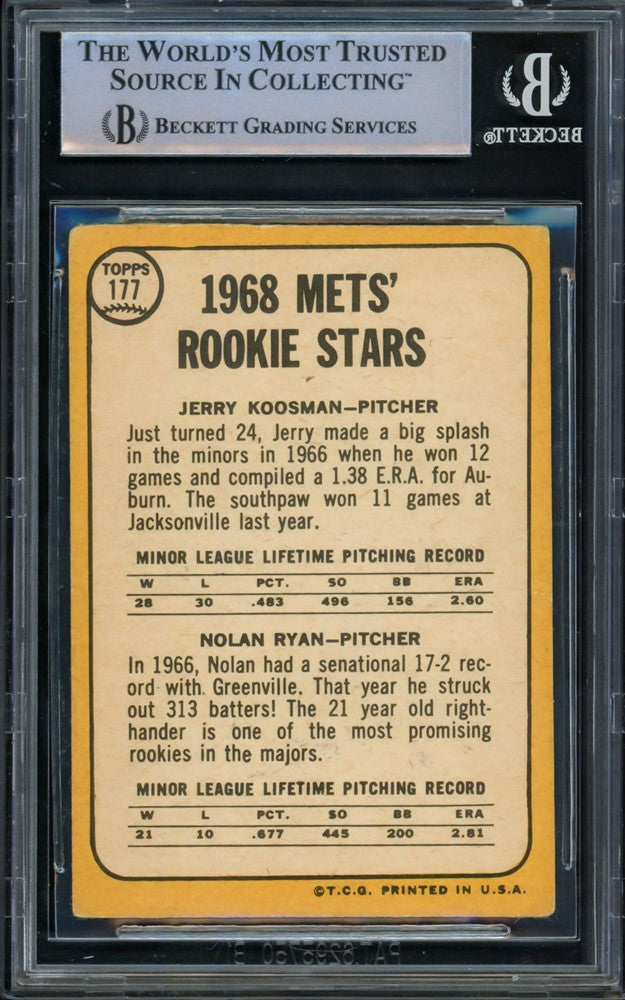 THE WORLD'S MOST TRUSTED
SOURCE IN COLLECTING™
B BECKETT GRADING SERVICES
B
BECKETT®
TOPPS
177
1968 METS'
ROOKIE STARS
JERRY KOOSMAN—PITCHER
Just turned 24, Jerry made a big splash
in the minors in 1966 when he won 12
games and compiled a 1.38 E.R.A. for Au-
burn. The southpaw won 11 games at
Jacksonville last year.
MINOR LEAGUE LIFETIME PITCHING RECORD
W L PCT. SO BB ERA
28 30 .483 496 156 2.60
NOLAN RYAN—PITCHER
In 1966, Nolan had a senational 17-2 rec-
ord with Greenville. That year he struck
out 313 batters! The 21 year old right-
hander is one of the most promising
rookies in the majors.
MINOR LEAGUE LIFETIME PITCHING RECORD
W L PCT. SO BB ERA
21 10 .677 445 200 2.81
©T.C.G. PRINTED IN U.S.A.